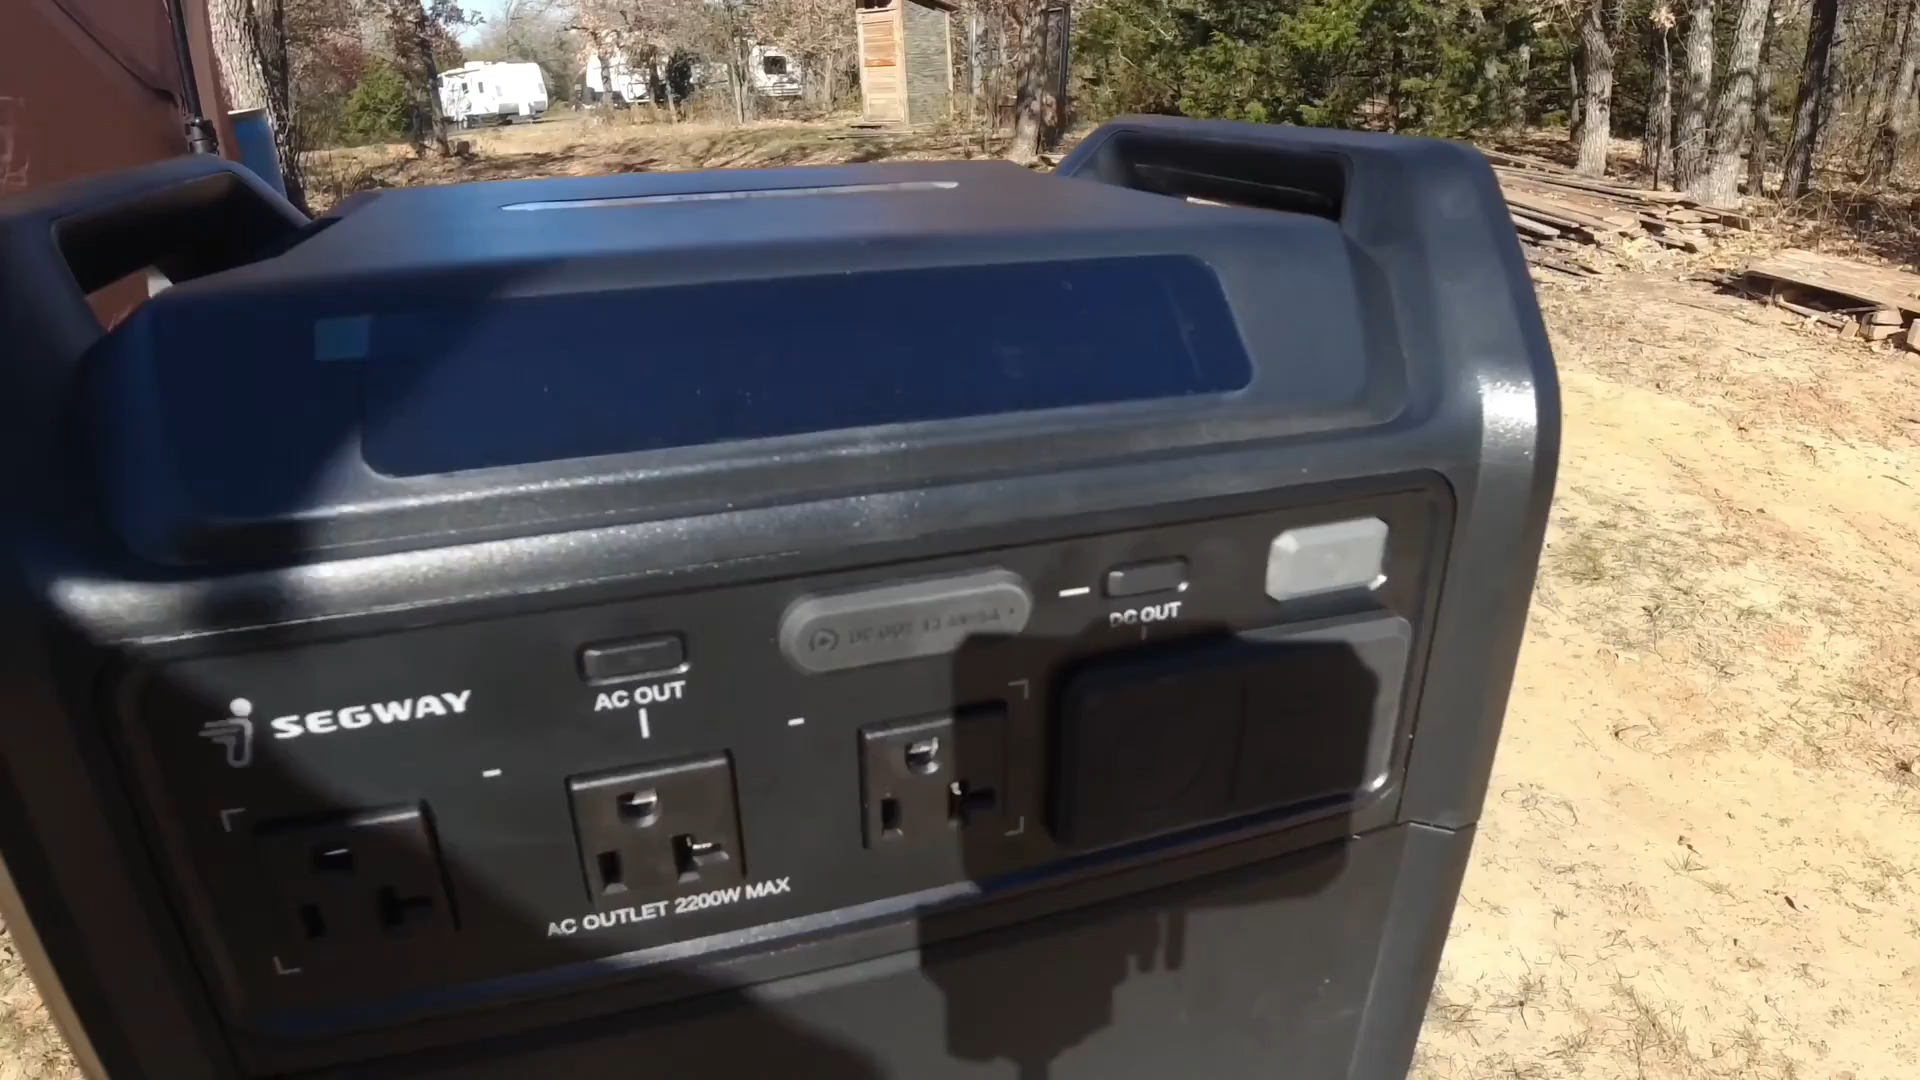 DC OUT
AC OUT
SEGWAY
AC OUTLET 2200W MAX